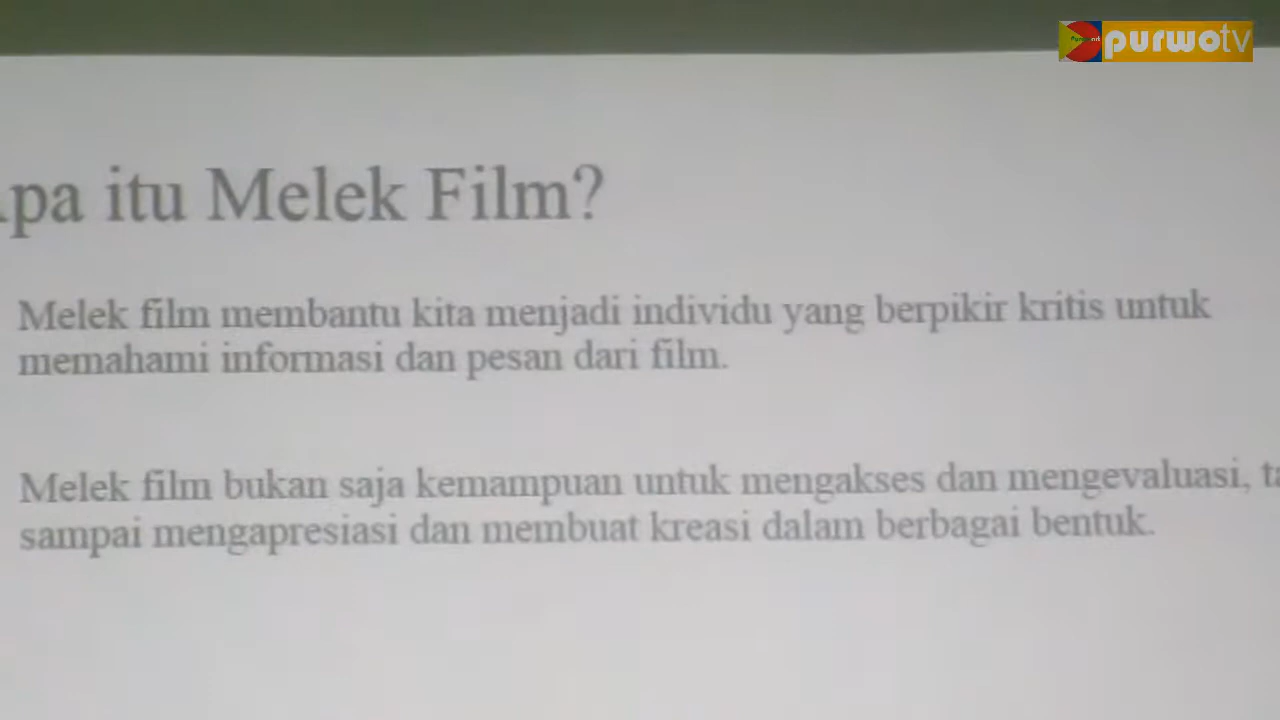 purwotv
pa itu Melek Film?
Melek film membantu kita menjadi individu yang berpikir kritis untuk
memahami informasi dan pesan dari film.
Melek film bukan saja kemampuan untuk mengakses dan mengevaluasi, ta
sampai mengapresiasi dan membuat kreasi dalam berbagai bentuk.